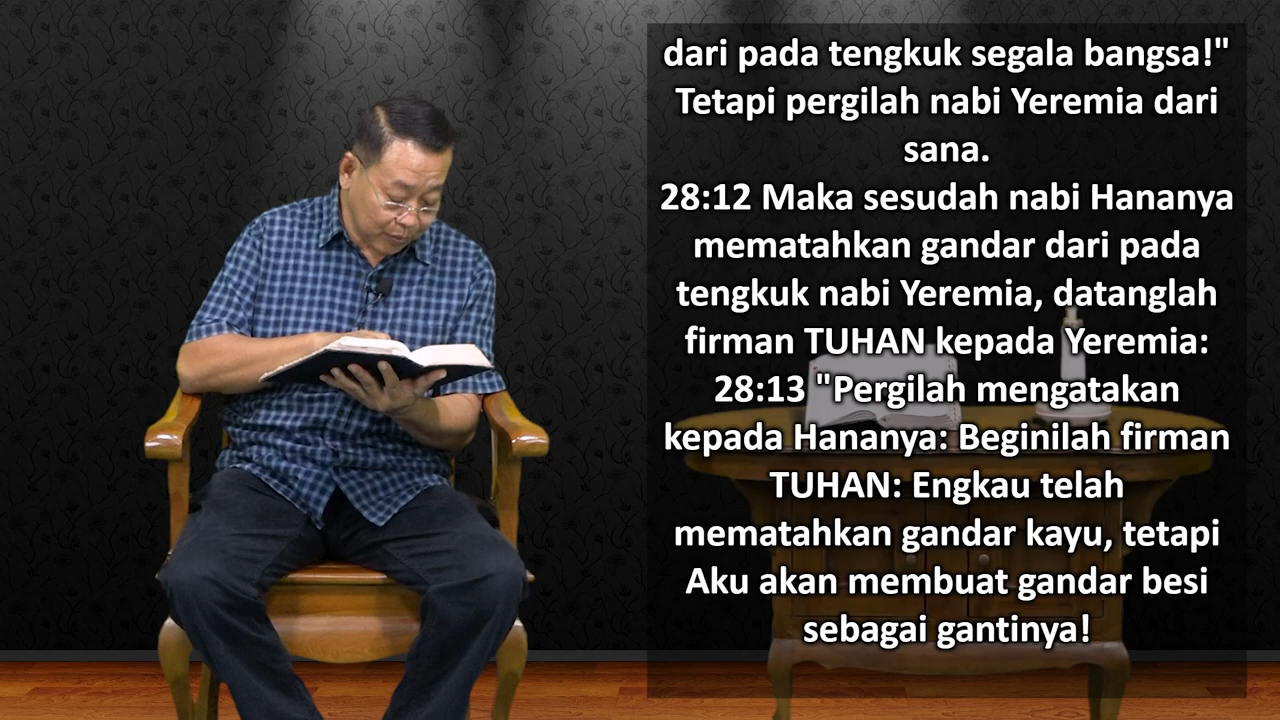 dari pada tengkuk segala bangsa!"
Tetapi pergilah nabi Yeremia dari
sana.
28:12 Maka sesudah nabi Hananya
mematahkan gandar dari pada
tengkuk nabi Yeremia, datanglah
firman TUHAN kepada Yeremia:
28:13 "Pergilah mengatakan
kepada Hananya: Beginilah firman
TUHAN: Engkau telah
mematahkan gandar kayu, tetapi
Aku akan membuat gandar besi
sebagai gantinya!